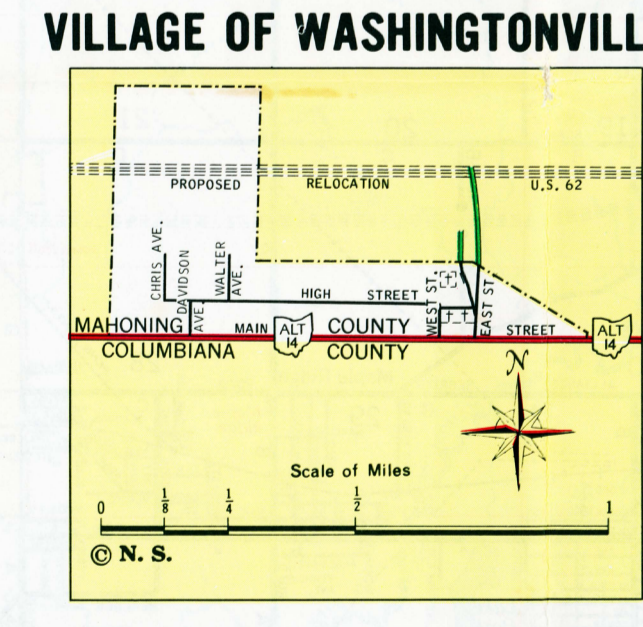 VILLAGE OF WASHINGTONVILL
PROPOSED RELOCATION U.S. 62
CHRIS AVE.
DAVIDSON AVE
WALTER AVE.
HIGH STREET
WEST ST.
EAST ST
MAHONING COUNTY
MAIN STREET
ALT 14
ALT 14
COLUMBIANA COUNTY
N
Scale of Miles
0 1/8 1/4 1/2 1
© N. S.